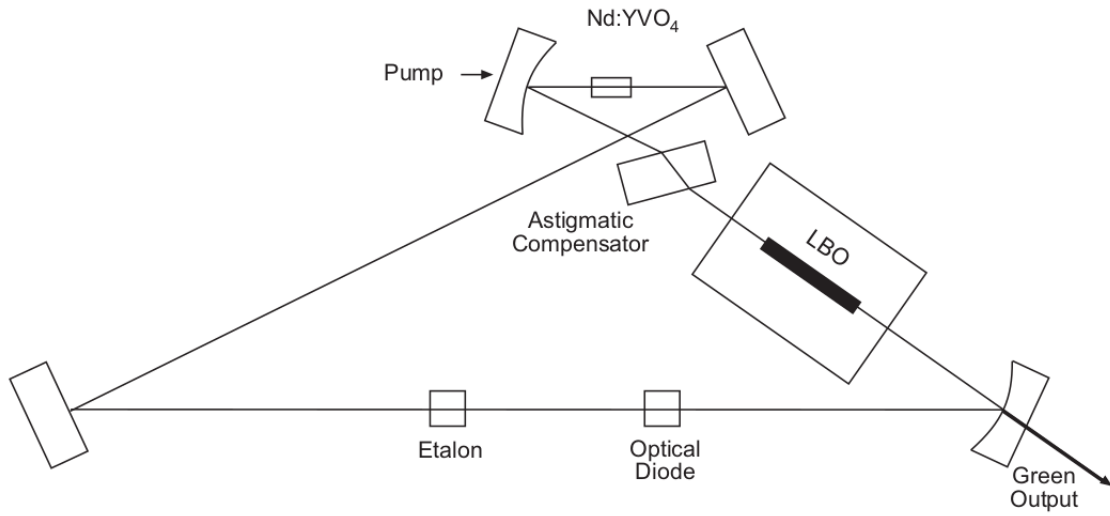 Nd:YVO₄
Pump
Astigmatic
Compensator
LBO
Etalon
Optical
Diode
Green
Output